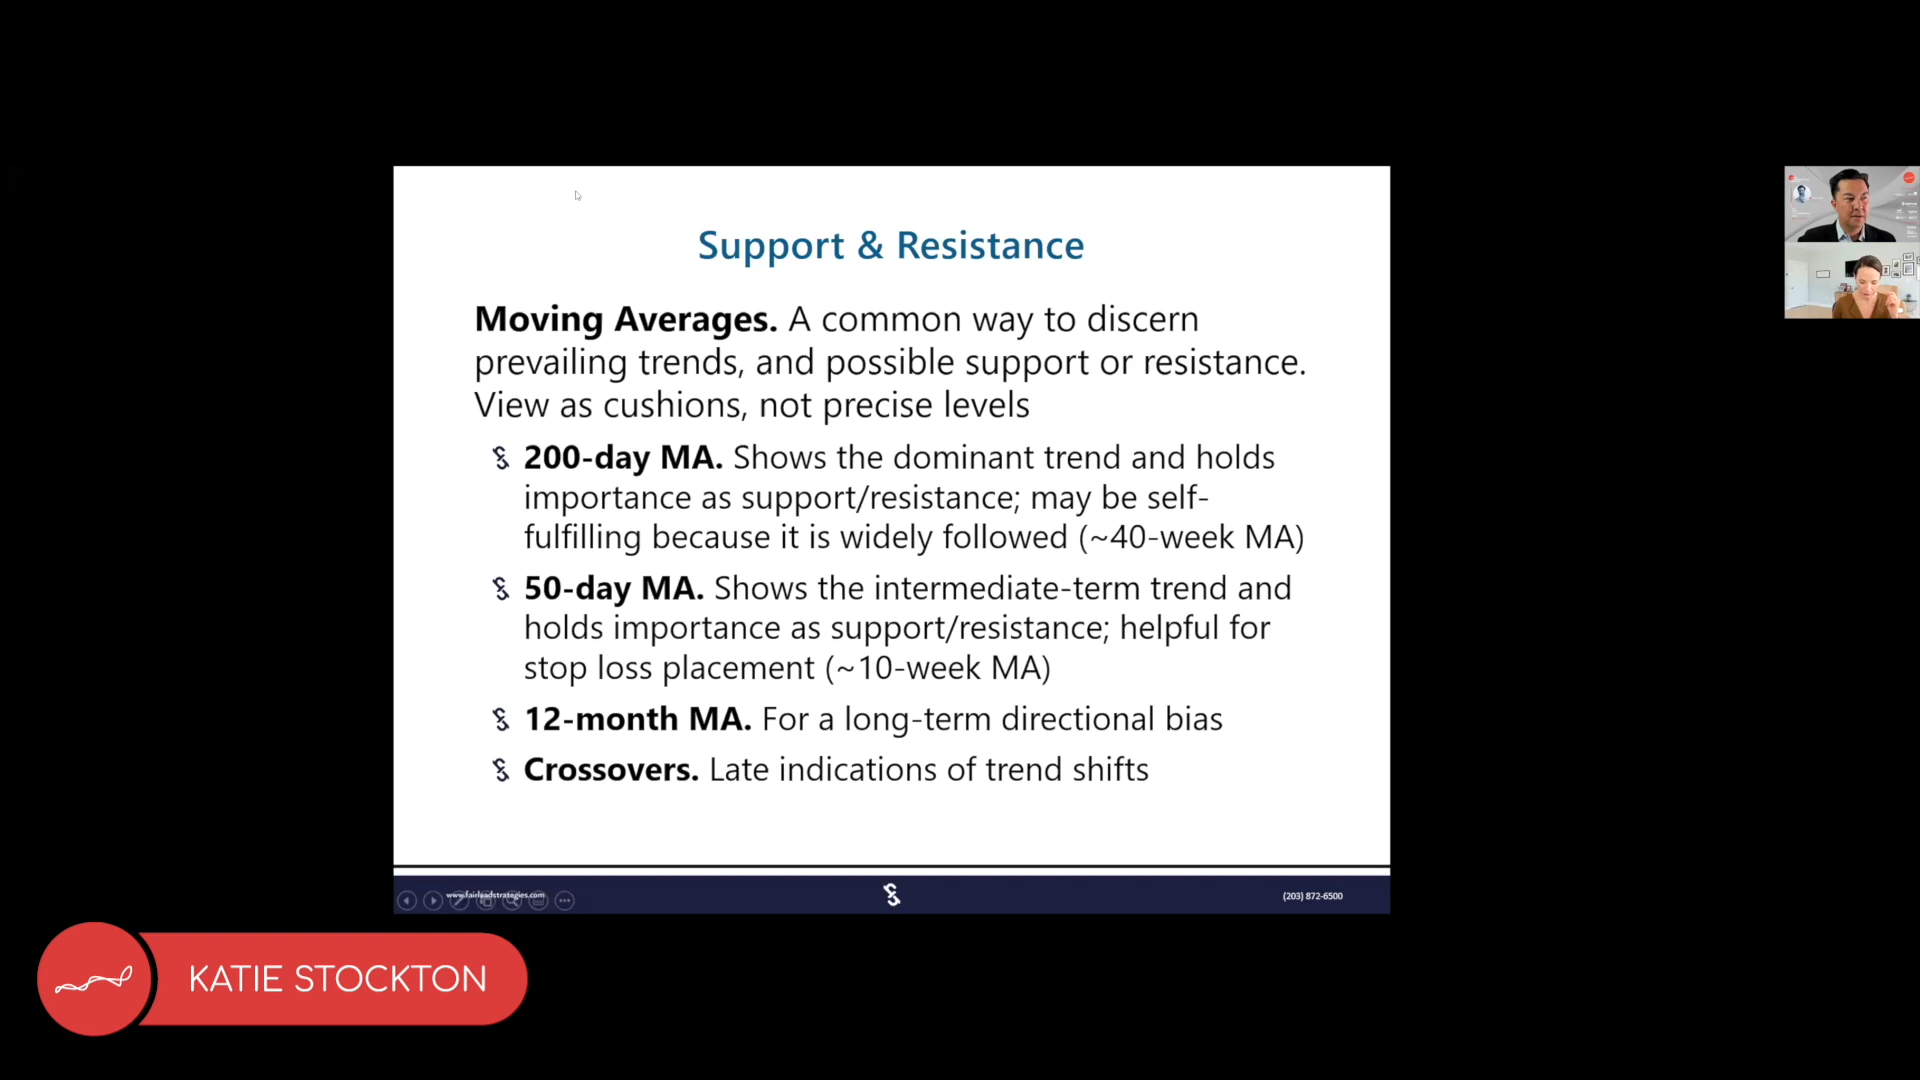 Support & Resistance
Moving Averages. A common way to discern
prevailing trends, and possible support or resistance.
View as cushions, not precise levels
200-day MA. Shows the dominant trend and holds
importance as support/resistance; may be self-
fulfilling because it is widely followed (~40-week MA)
50-day MA. Shows the intermediate-term trend and
holds importance as support/resistance; helpful for
stop loss placement (~10-week MA)
12-month MA. For a long-term directional bias
Crossovers. Late indications of trend shifts
www.fairleadstrategies.com
(203) 872-6500
KATIE STOCKTON